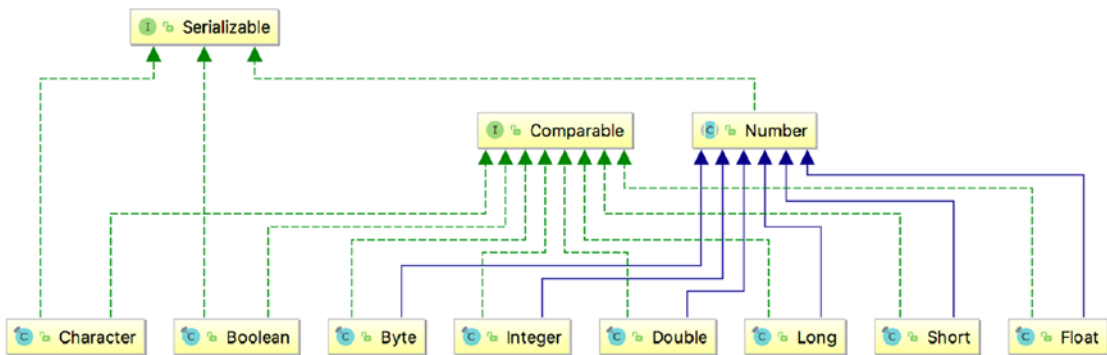 I Serializable
I Comparable
C Number
C Character
C Boolean
C Byte
C Integer
C Double
C Long
C Short
C Float